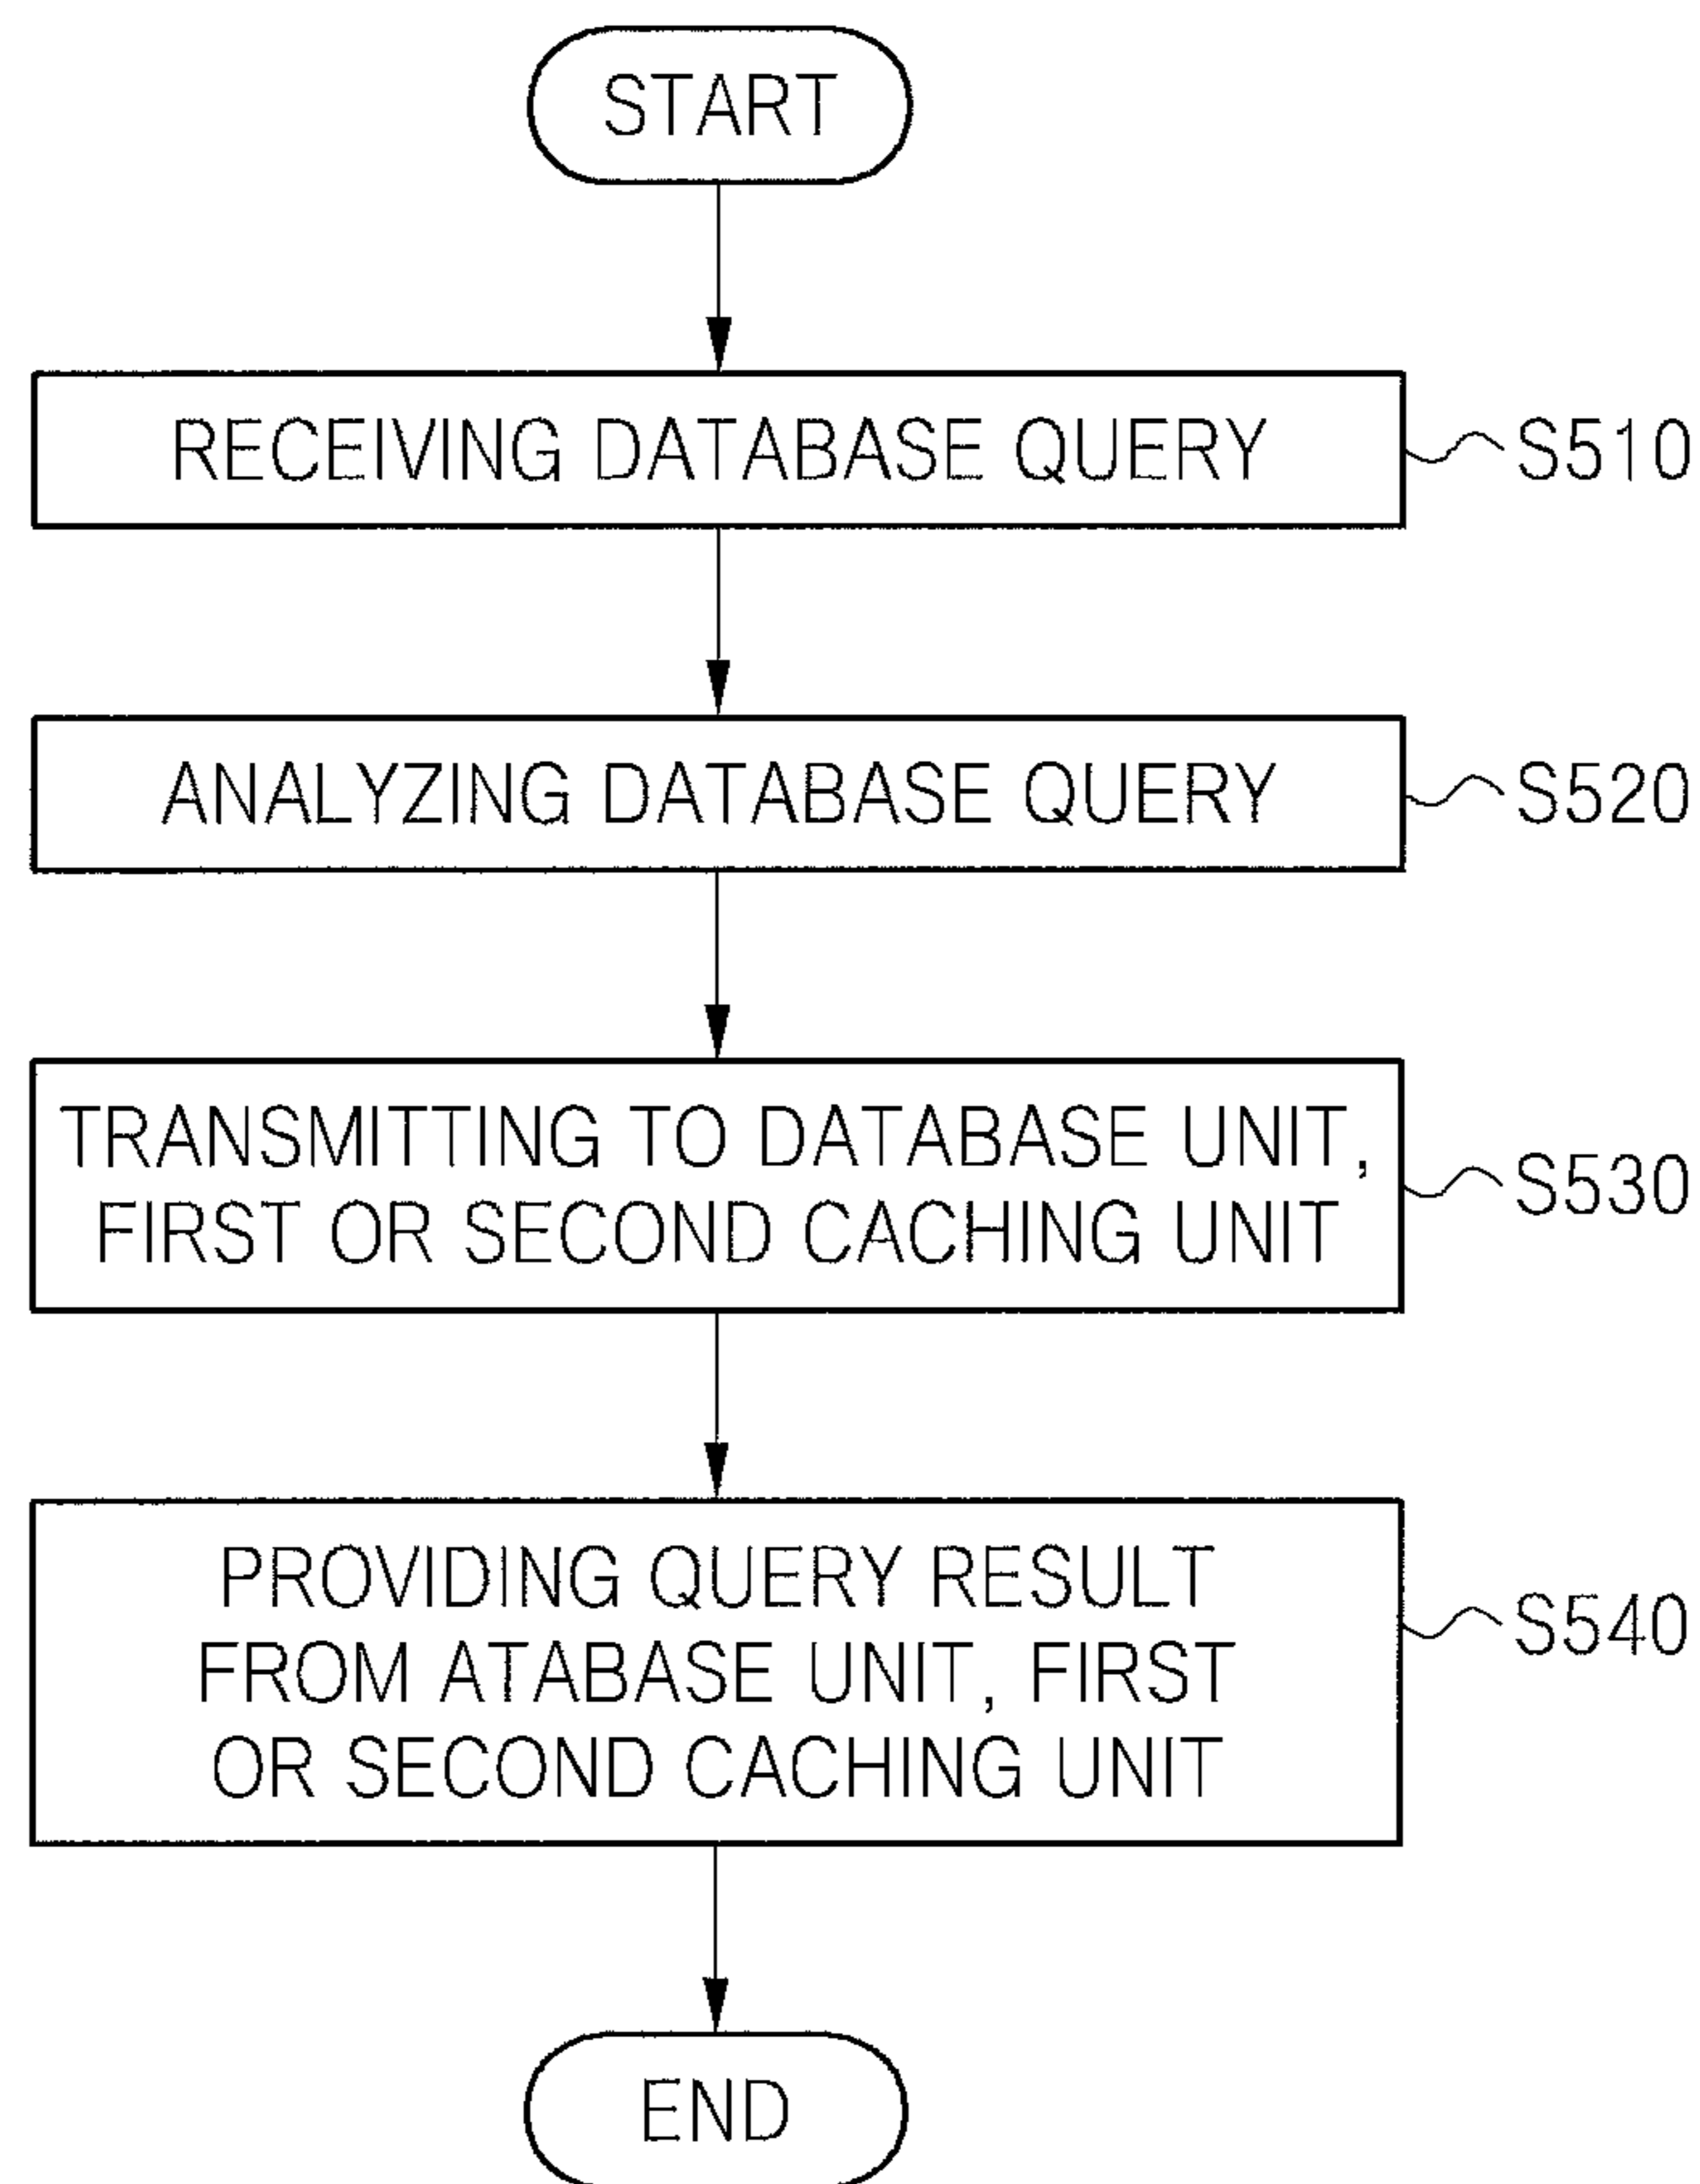 START
RECEIVING DATABASE QUERY
S510
ANALYZING DATABASE QUERY
S520
TRANSMITTING TO DATABASE UNIT,
FIRST OR SECOND CACHING UNIT
S530
PROVIDING QUERY RESULT
FROM ATABASE UNIT, FIRST
OR SECOND CACHING UNIT
S540
END